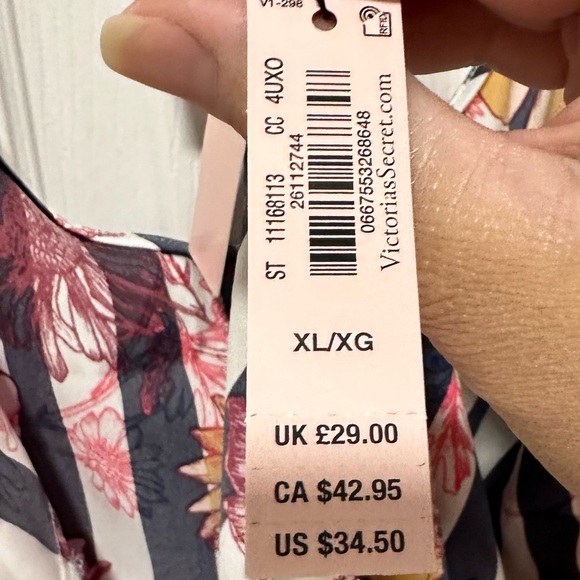 V1-298
RFID
ST 11168113 CC 4UXO
26112744
0667553268648
VictoriasSecret.com
XL/XG
UK £29.00
CA $42.95
US $34.50